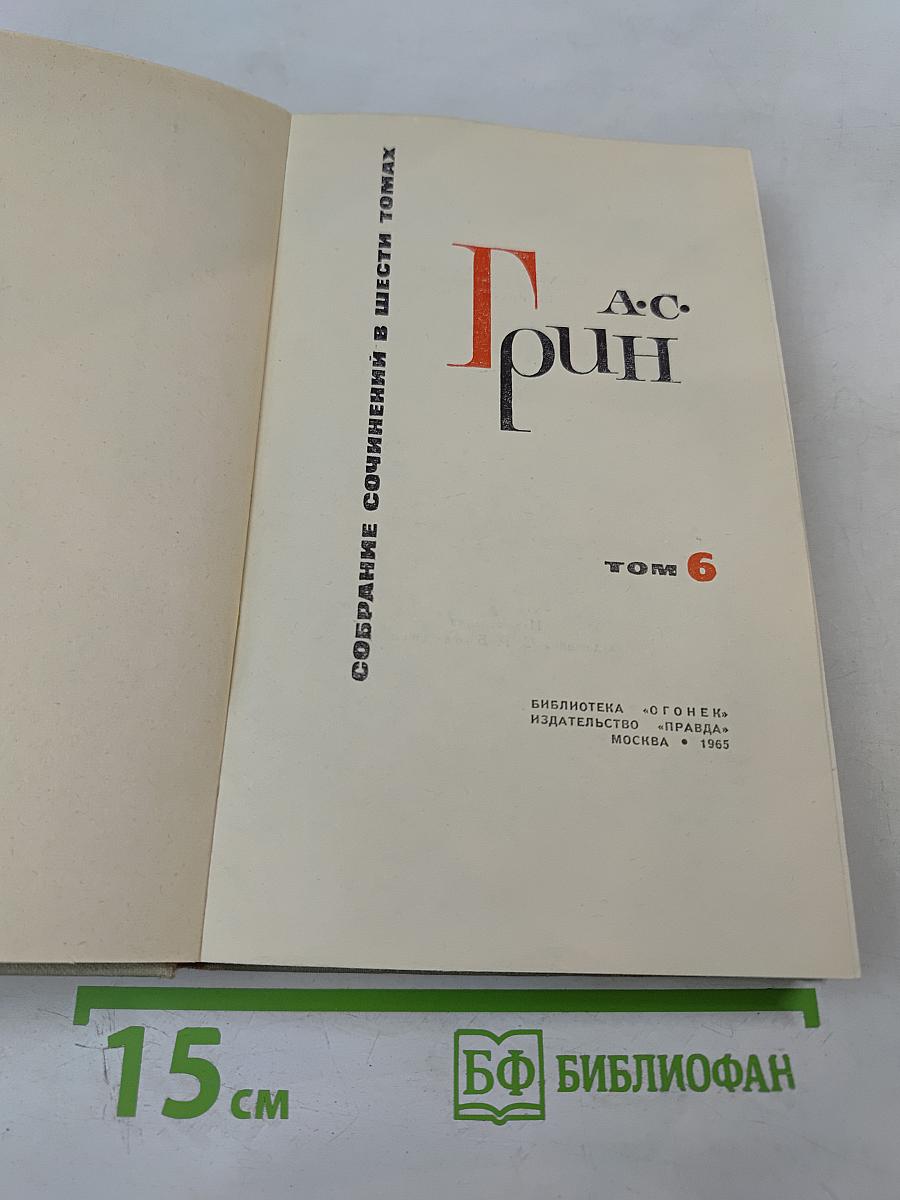 СОБРАНИЕ СОЧИНЕНИЙ В ШЕСТИ ТОМАХ
А·С·
Грин
ТОМ 6
БИБЛИОТЕКА «ОГОНЕК»
ИЗДАТЕЛЬСТВО «ПРАВДА»
МОСКВА • 1965
15 см
БФ БИБЛИОФАН